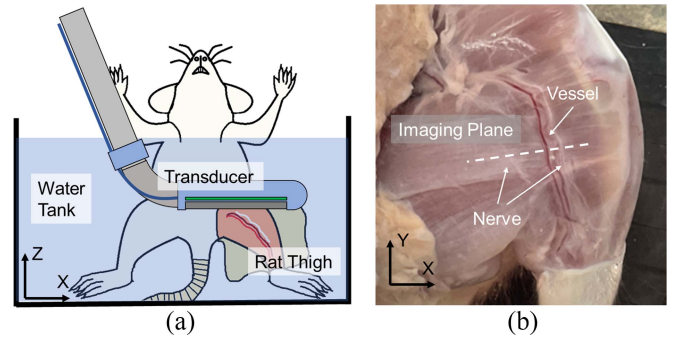 Water
Tank
Transducer
Rat Thigh
Z
X
(a)
Vessel
Imaging Plane
Nerve
Y
X
(b)